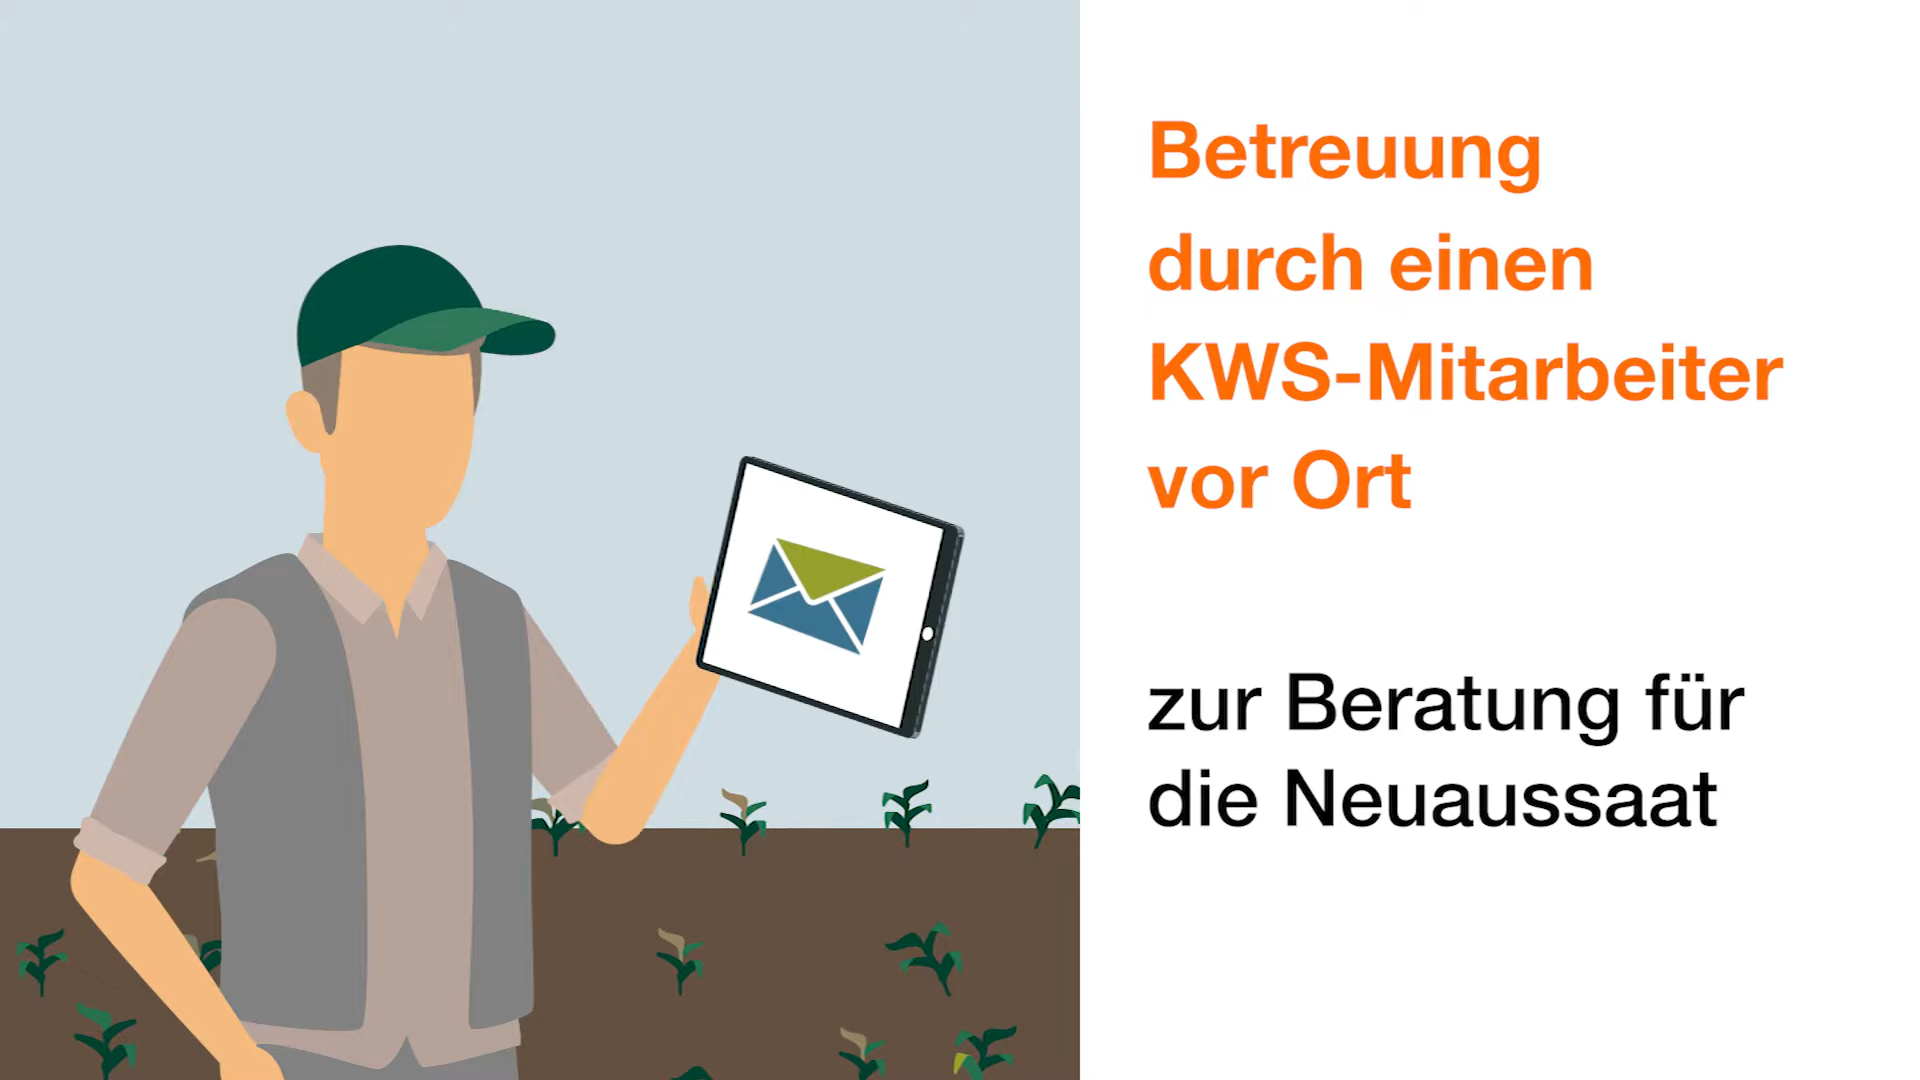 Betreuung
durch einen
KWS-Mitarbeiter
vor Ort
zur Beratung für
die Neuaussaat